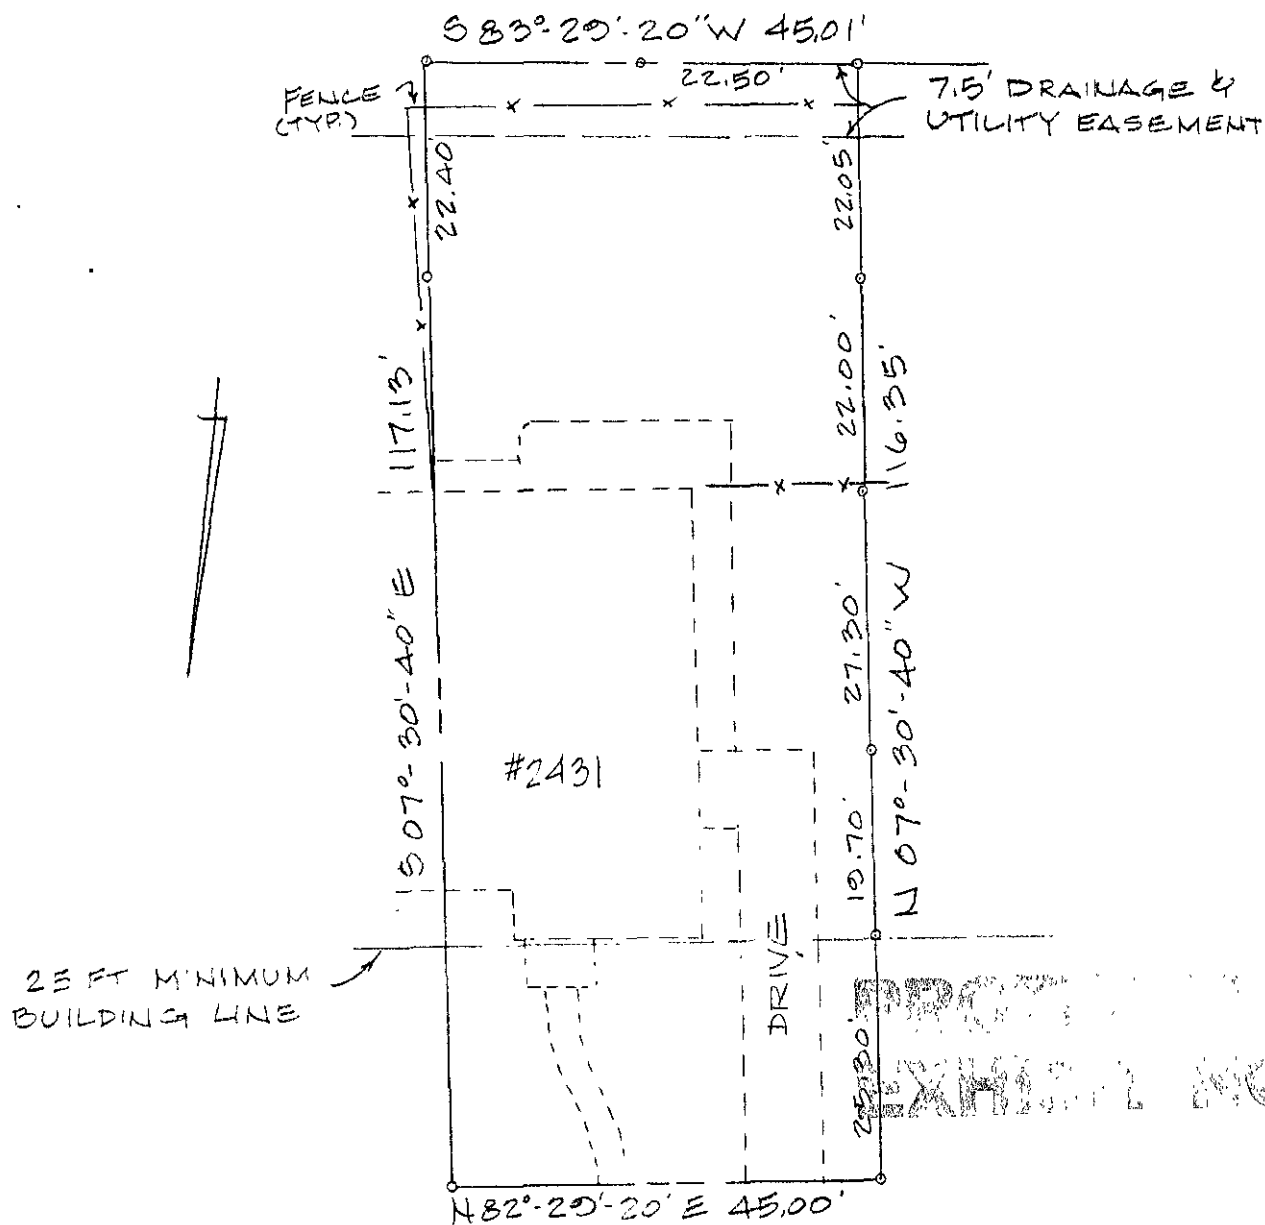 S 83°-29'-20" W 45.01'
22.50'
FENCE
(TYP.)
7.5' DRAINAGE &
UTILITY EASEMENT
22.40
22.05'
117.13'
22.00'
116.35'
S 07°-30'-40" E
27.30'
N 07°-30'-40" W
#2431
19.70'
DRIVE
25 FT MINIMUM
BUILDING LINE
25.30'
N 82°-29'-20" E 45.00'